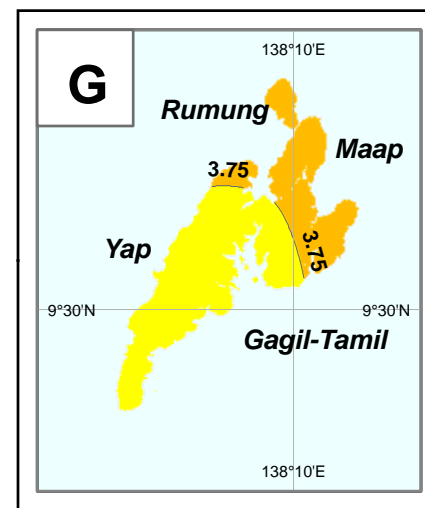 138°10'E
G
Rumung
Maap
3.75
Yap
3.75
9°30'N
9°30'N
Gagil-Tamil
138°10'E